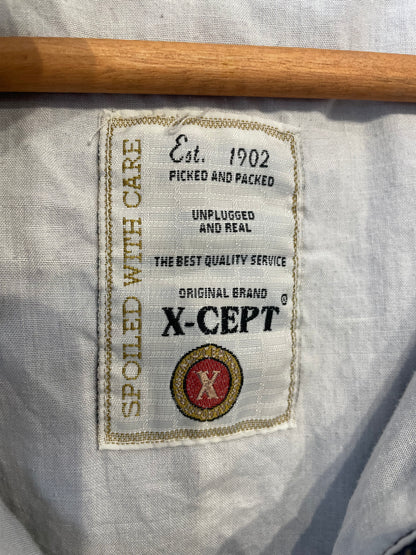 SPOILED WITH CARE
Est. 1902
PICKED AND PACKED
UNPLUGGED
AND REAL
THE BEST QUALITY SERVICE
ORIGINAL BRAND
X-CEPT ®
X